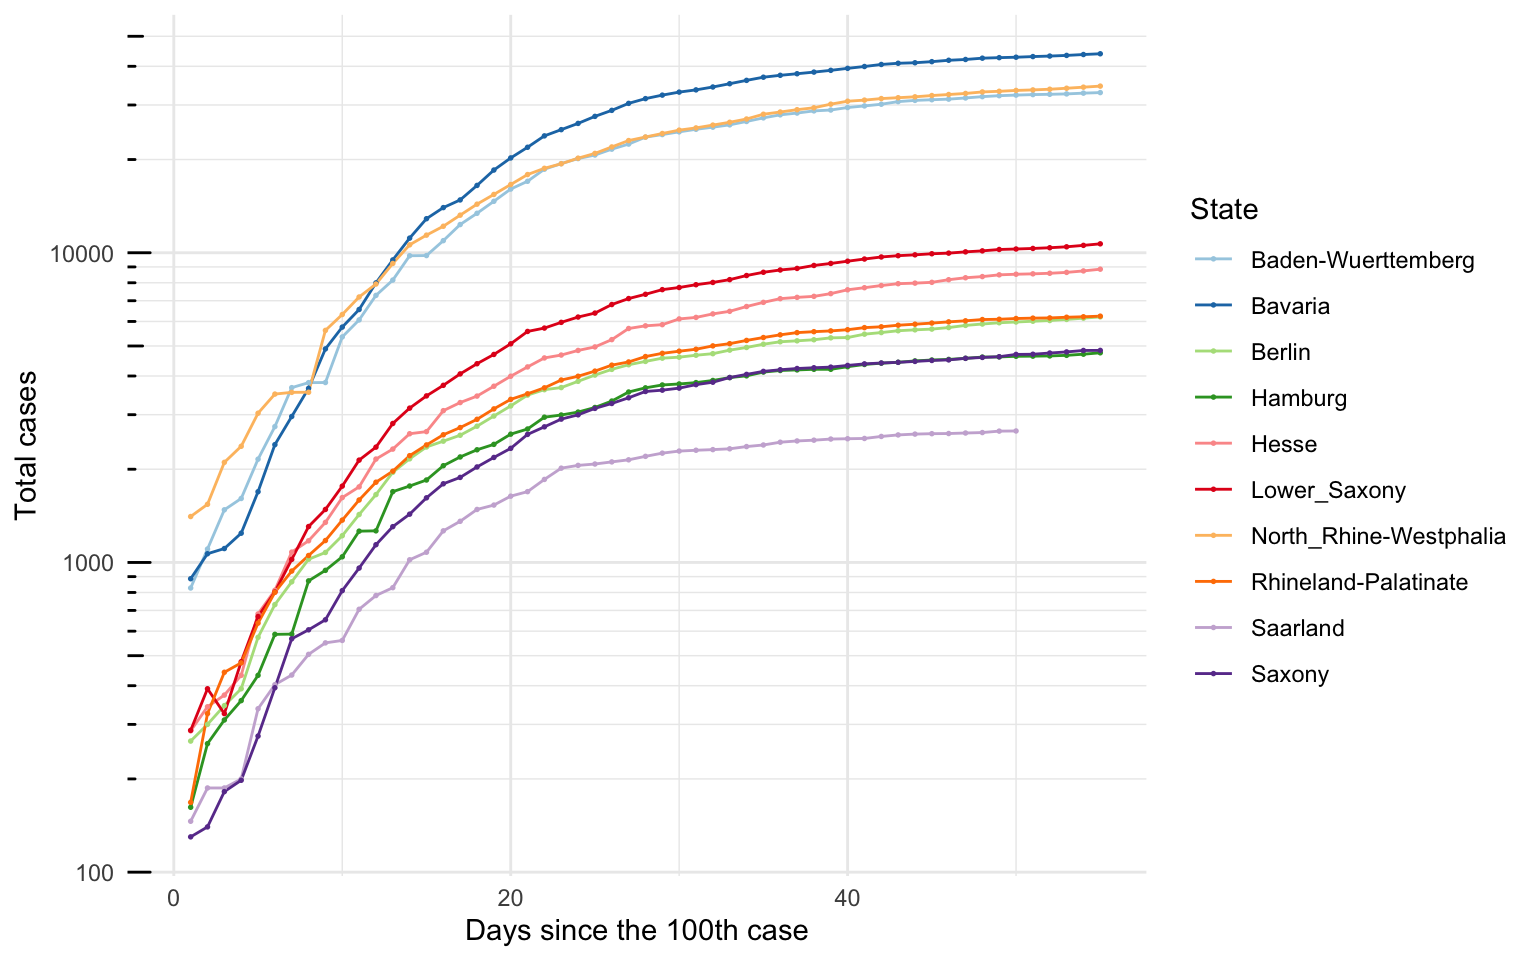 Total cases
10000
1000
100
0
20
40
Days since the 100th case
State
Baden-Wuerttemberg
Bavaria
Berlin
Hamburg
Hesse
Lower_Saxony
North_Rhine-Westphalia
Rhineland-Palatinate
Saarland
Saxony